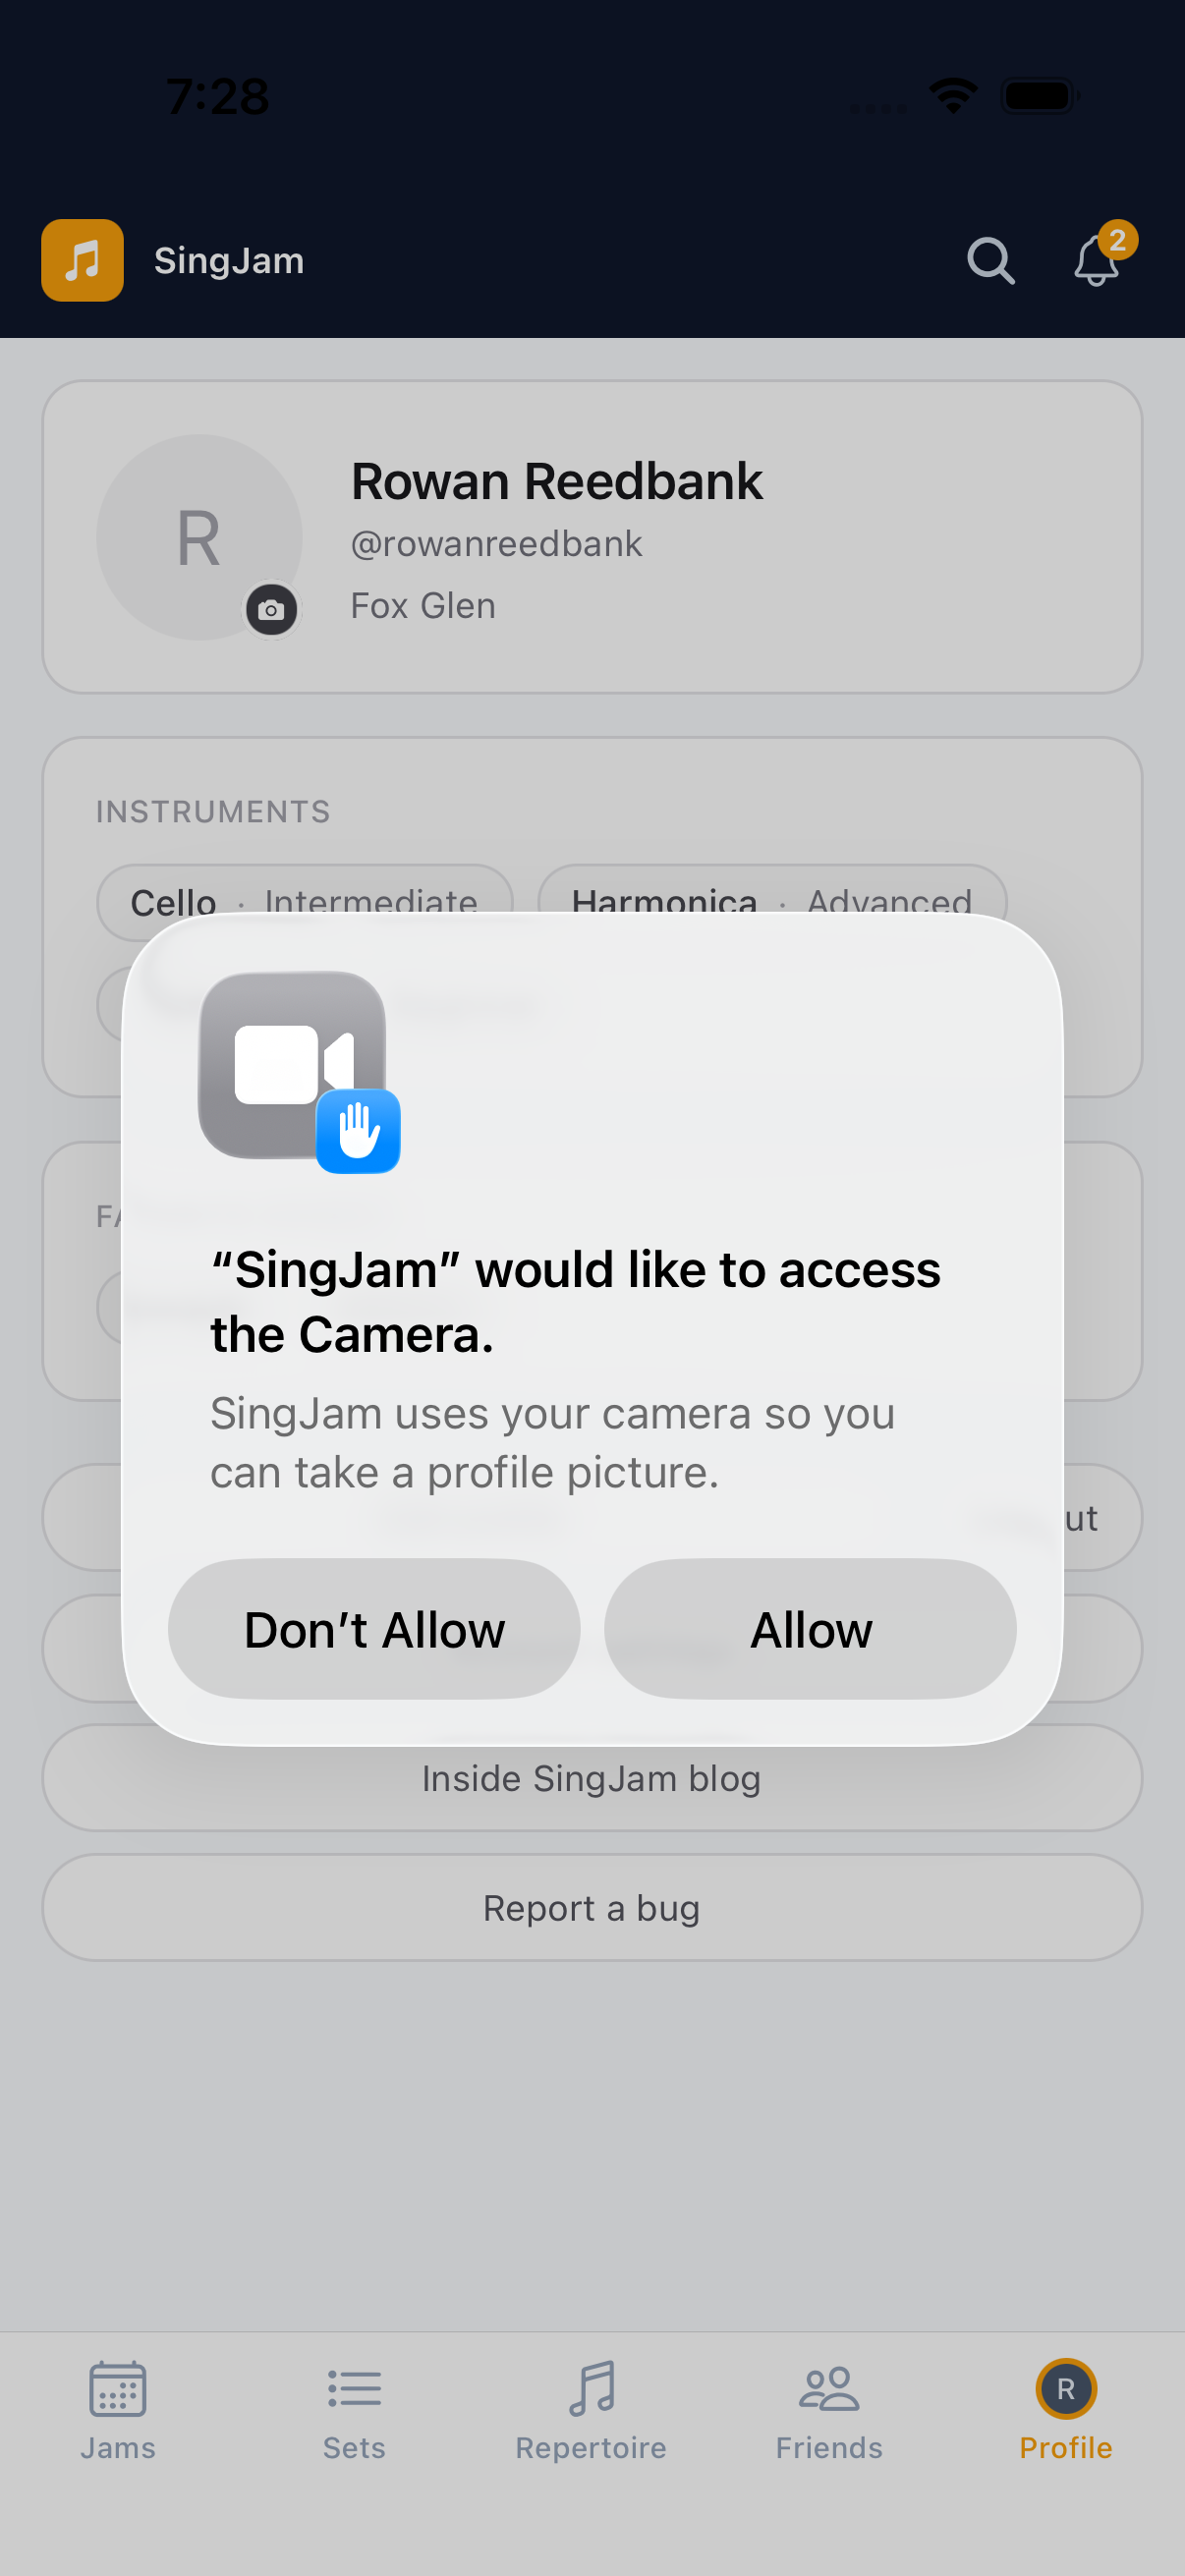 7:28
SingJam
2
R
Rowan Reedbank
@rowanreedbank
Fox Glen
INSTRUMENTS
Cello · Intermediate
Harmonica · Advanced
“SingJam” would like to access
the Camera.
SingJam uses your camera so you
can take a profile picture.
Don’t Allow
Allow
Inside SingJam blog
Report a bug
Jams
Sets
Repertoire
Friends
R
Profile